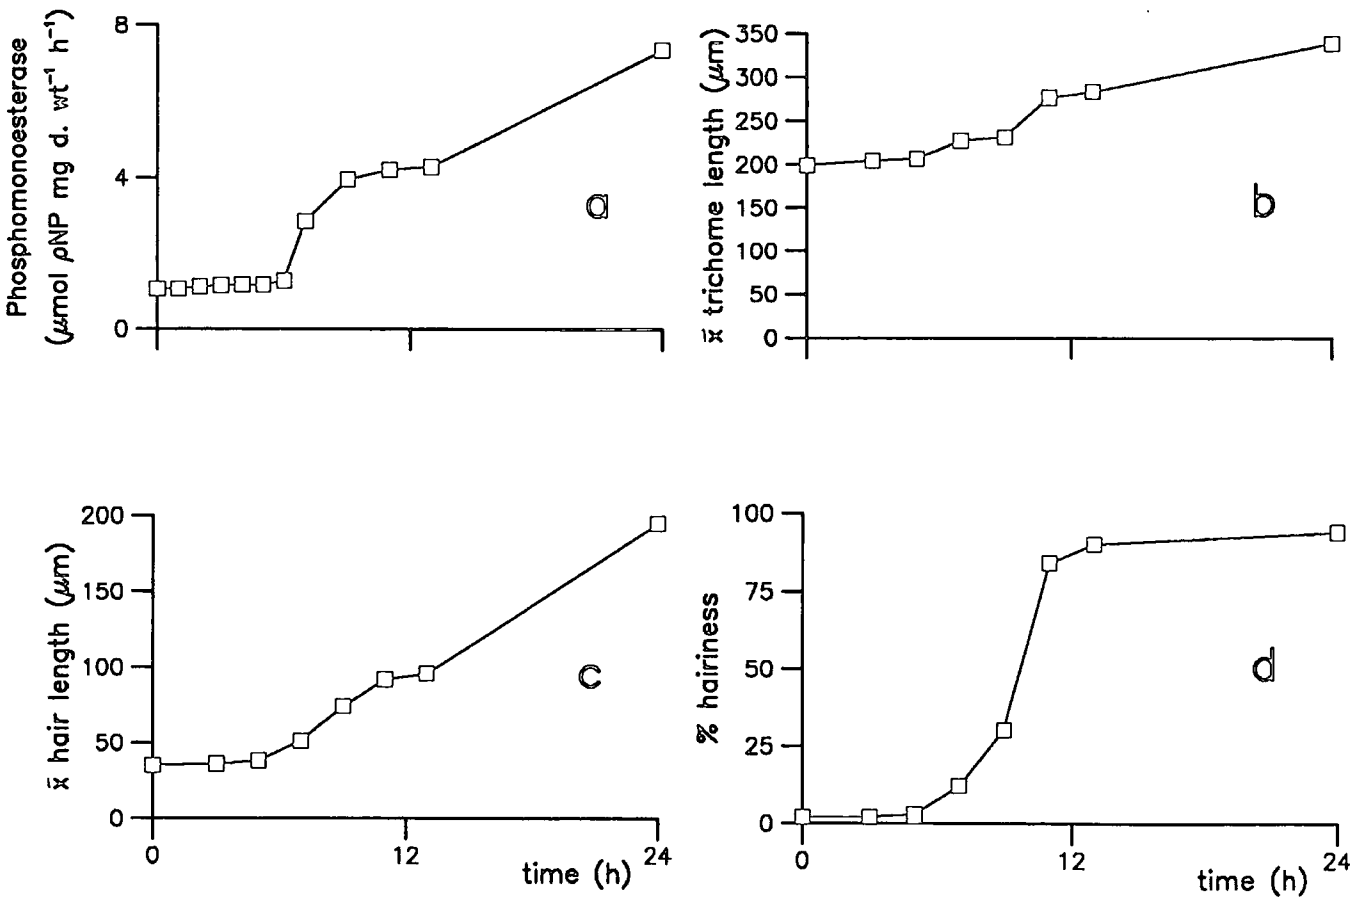 Phosphomonoesterase
(μmol ρNP mg d. wt⁻¹ h⁻¹)
8
4
0
a
x̄ trichome length (μm)
350
300
250
200
150
100
50
0
b
x̄ hair length (μm)
200
150
100
50
0
c
0
12
24
time (h)
% hairiness
100
75
50
25
0
d
0
12
24
time (h)